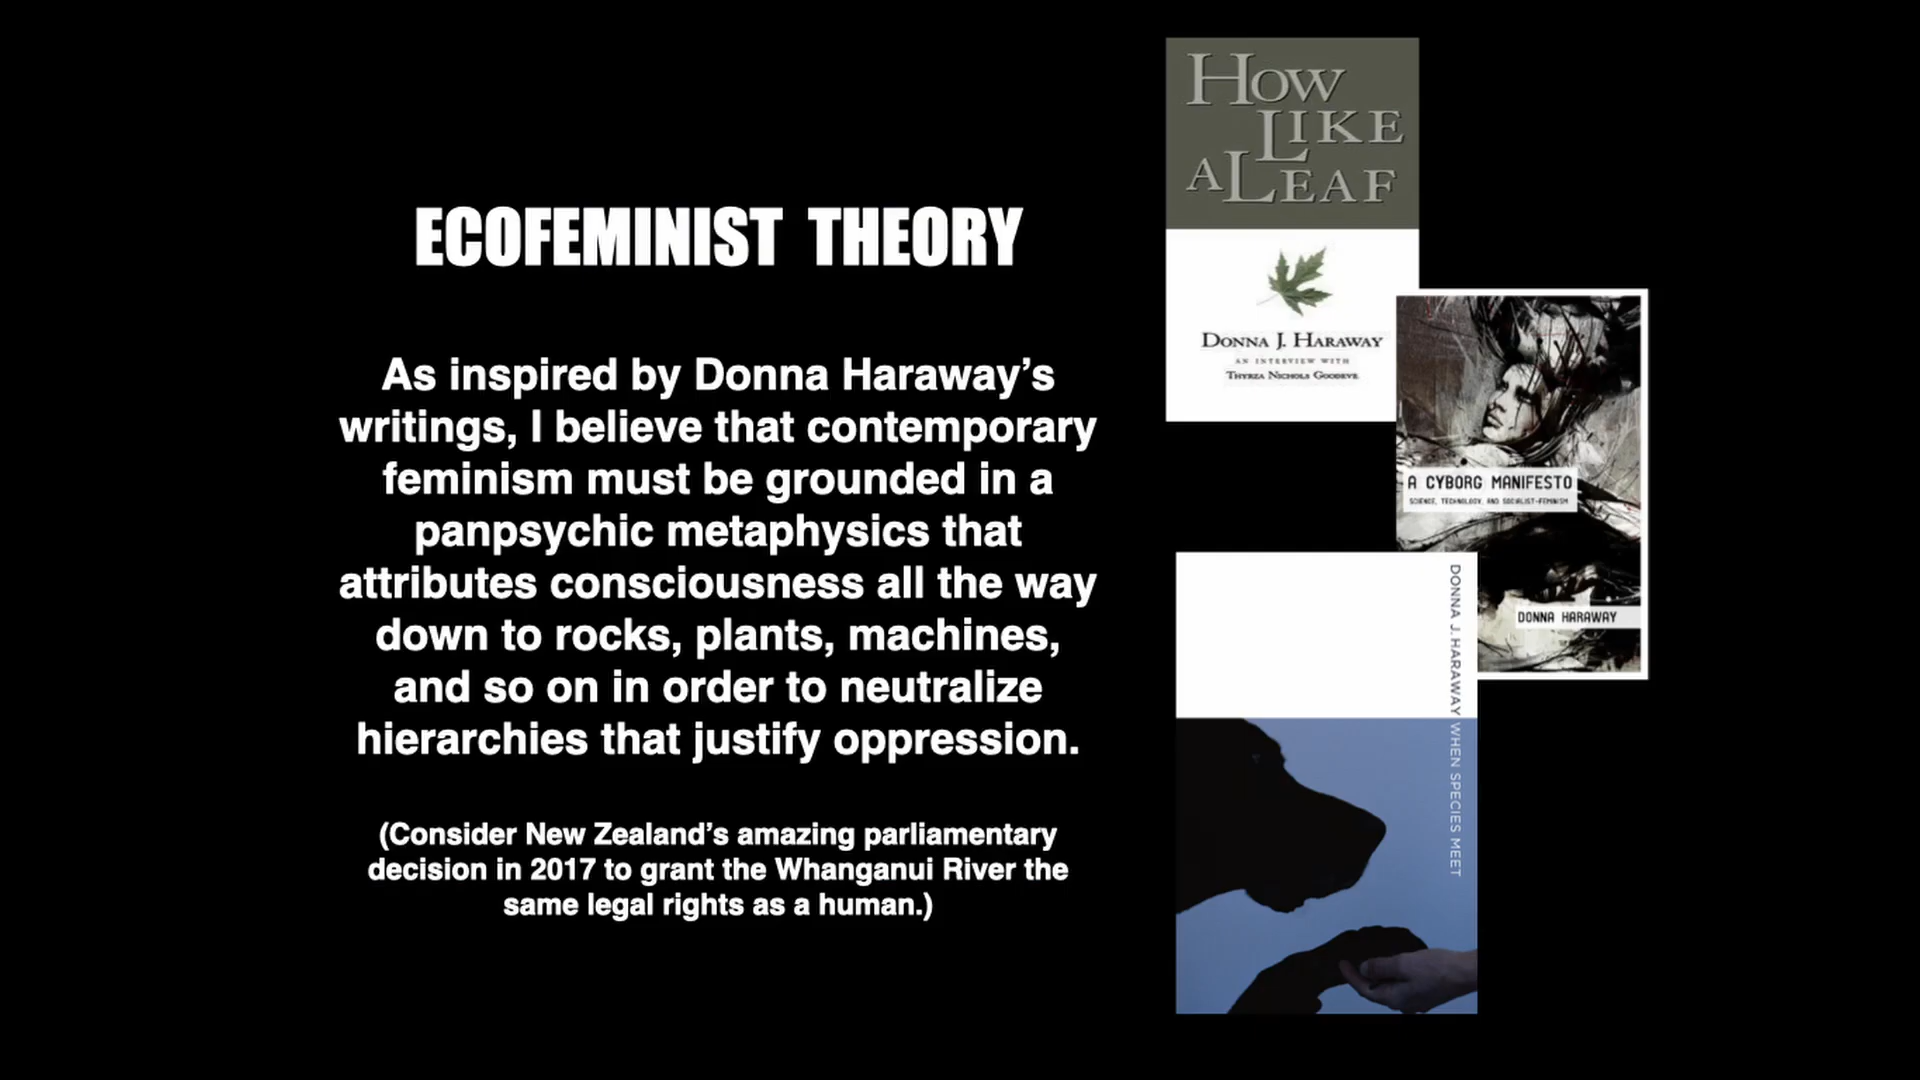 ECOFEMINIST THEORY
As inspired by Donna Haraway’s
writings, I believe that contemporary
feminism must be grounded in a
panpsychic metaphysics that
attributes consciousness all the way
down to rocks, plants, machines,
and so on in order to neutralize
hierarchies that justify oppression.
(Consider New Zealand’s amazing parliamentary
decision in 2017 to grant the Whanganui River the
same legal rights as a human.)
HOW
LIKE
A LEAF
DONNA J. HARAWAY
AN INTERVIEW WITH
THYRZA NICHOLS GOODEVE
A CYBORG MANIFESTO
SCIENCE, TECHNOLOGY, AND SOCIALIST-FEMINISM
DONNA HARAWAY
DONNA J. HARAWAY WHEN SPECIES MEET